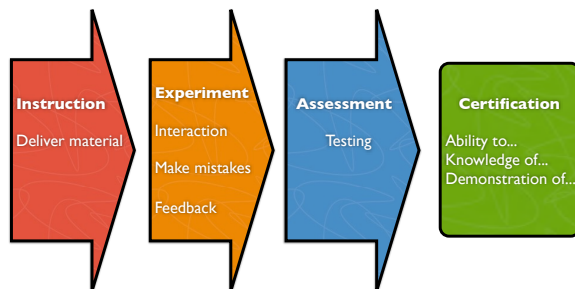 Instruction
Deliver material
Experiment
Interaction
Make mistakes
Feedback
Assessment
Testing
Certification
Ability to...
Knowledge of...
Demonstration of...